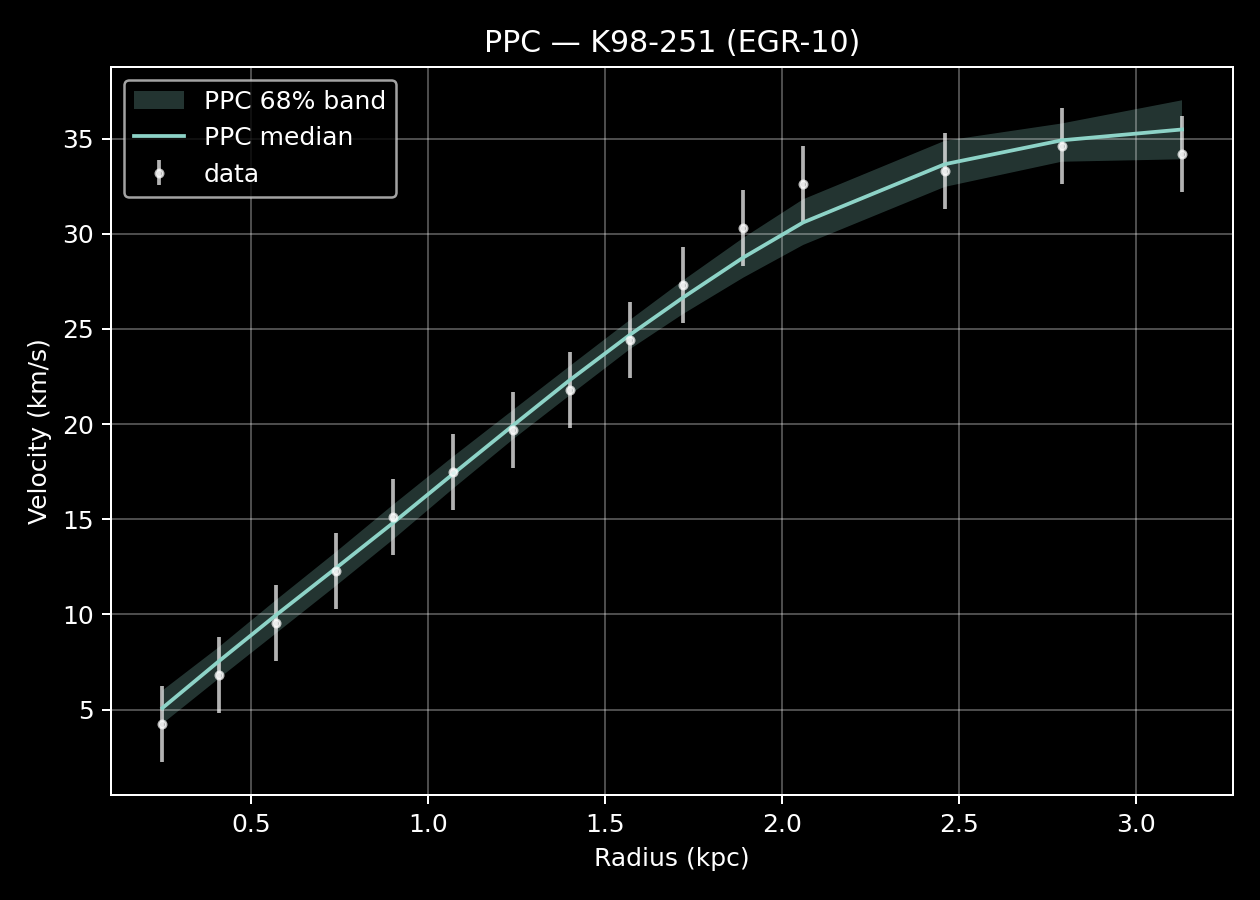 PPC — K98-251 (EGR-10)
PPC 68% band
PPC median
data
35
30
25
20
15
10
5
Velocity (km/s)
0.5 1.0 1.5 2.0 2.5 3.0
Radius (kpc)